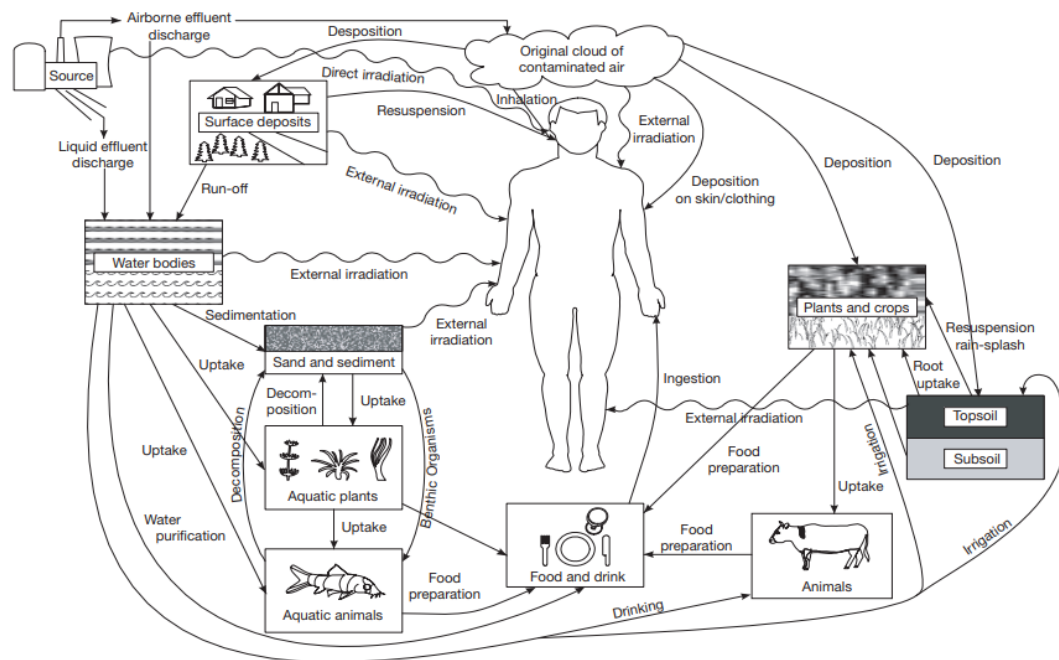 Airborne effluent
discharge
Source
Liquid effluent
discharge
Desposition
Original cloud of
contaminated air
Direct irradiation
Inhalation
Resuspension
Surface deposits
External
irradiation
Deposition
Deposition
Run-off
External irradiation
Deposition
on skin/clothing
Water bodies
External irradiation
Sedimentation
External
irradiation
Plants and crops
Resuspension
rain-splash
Sand and sediment
Uptake
Decom-
position
Uptake
Ingestion
Root
uptake
External irradiation
Topsoil
Subsoil
Decomposition
Benthic Organisms
Uptake
Irrigation
Food
preparation
Aquatic plants
Uptake
Water
purification
Uptake
Food
preparation
Irrigation
Food and drink
Animals
Food
preparation
Aquatic animals
Drinking